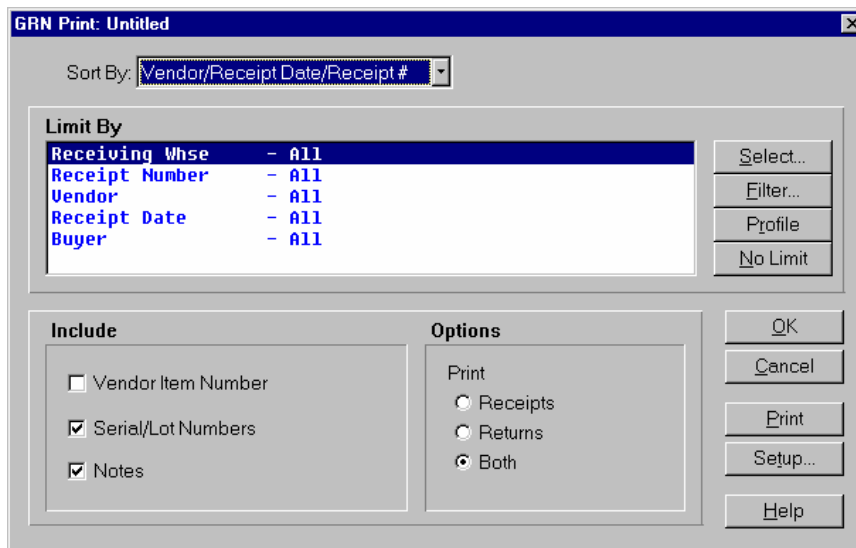 GRN Print: Untitled
Sort By: Vendor/Receipt Date/Receipt #
Limit By
Receiving Whse - All
Receipt Number - All
Vendor - All
Receipt Date - All
Buyer - All
Select...
Filter...
Profile
No Limit
Include
Vendor Item Number
Serial/Lot Numbers
Notes
Options
Print
Receipts
Returns
Both
OK
Cancel
Print
Setup...
Help